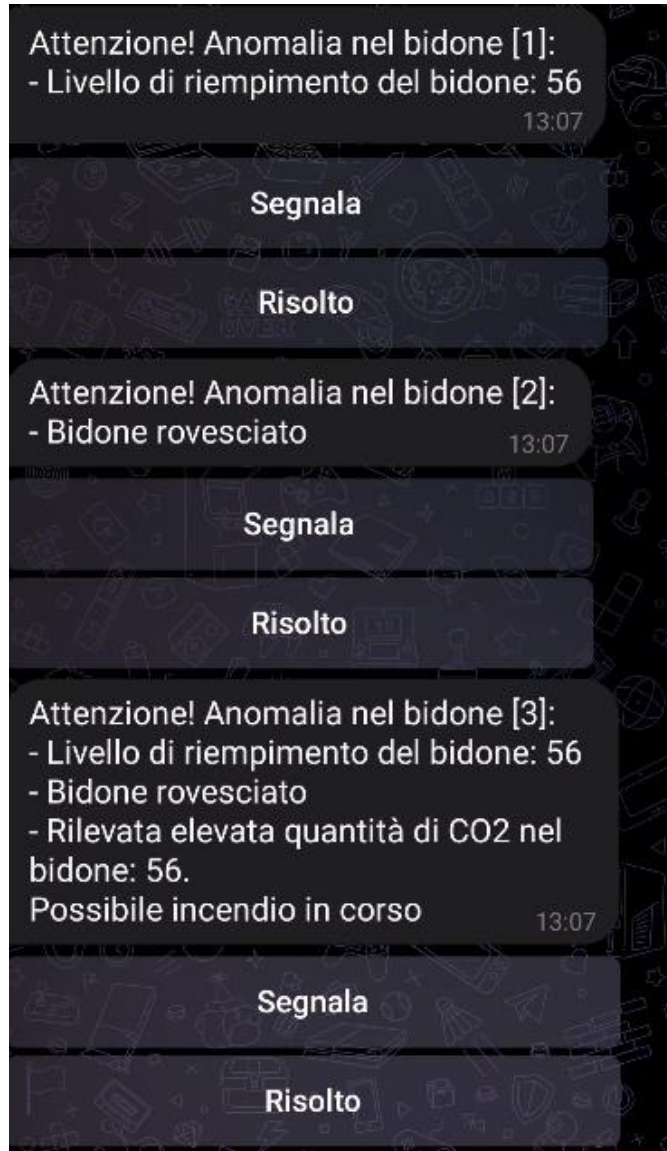 Attenzione! Anomalia nel bidone [1]:
- Livello di riempimento del bidone: 56
13:07
Segnala
Risolto
Attenzione! Anomalia nel bidone [2]:
- Bidone rovesciato
13:07
Segnala
Risolto
Attenzione! Anomalia nel bidone [3]:
- Livello di riempimento del bidone: 56
- Bidone rovesciato
- Rilevata elevata quantità di CO2 nel
bidone: 56.
Possibile incendio in corso
13:07
Segnala
Risolto